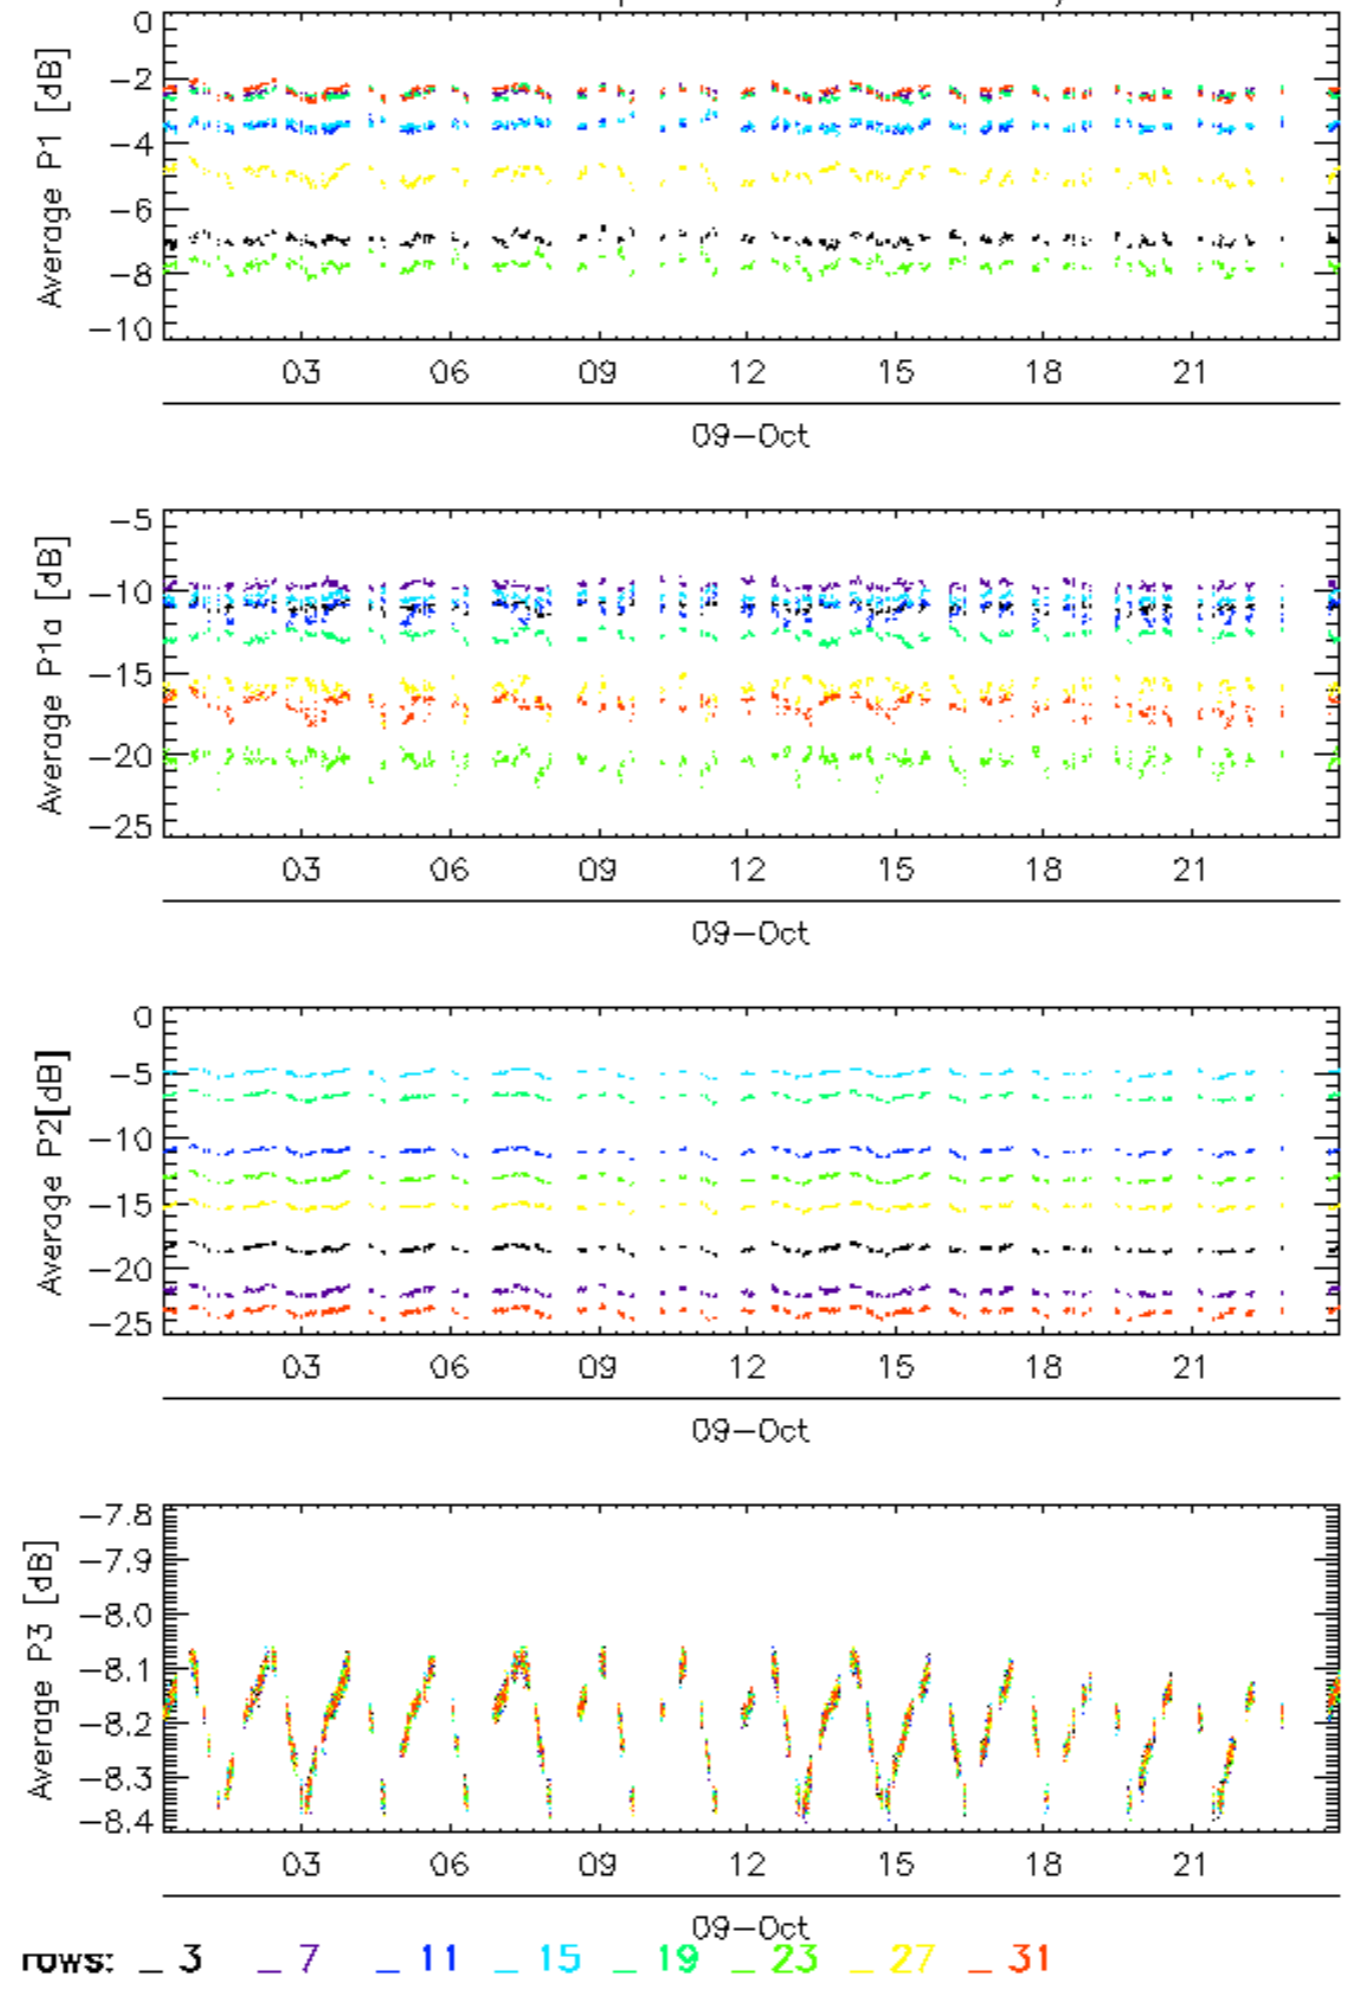 0
−2
−4
−6
−8
−10
Average P1 [dB]
03 06 09 12 15 18 21
09−Oct
−5
−10
−15
−20
−25
Average P1a [dB]
03 06 09 12 15 18 21
09−Oct
0
−5
−10
−15
−20
−25
Average P2[dB]
03 06 09 12 15 18 21
09−Oct
−7.8
−7.9
−8.0
−8.1
−8.2
−8.3
−8.4
Average P3 [dB]
03 06 09 12 15 18 21
09−Oct
rows: _ 3 _ 7 _ 11 _ 15 _ 19 _ 23 _ 27 _ 31